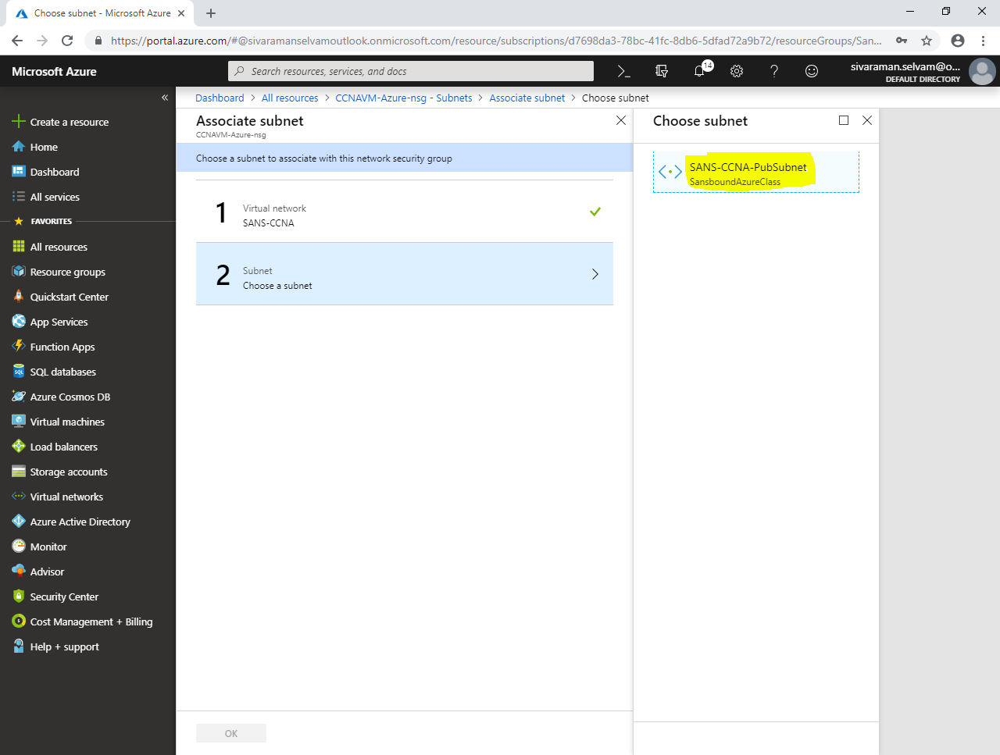 Choose subnet - Microsoft Azure
https://portal.azure.com/#@sivaramanselvamoutlook.onmicrosoft.com/resource/subscriptions/d7698da3-78bc-41fc-8db6-5dfad72a9b72/resourceGroups/San...
Microsoft Azure
Search resources, services, and docs
14
sivaraman.selvam@o...
DEFAULT DIRECTORY
Dashboard > All resources > CCNAVM-Azure-nsg - Subnets > Associate subnet > Choose subnet
Create a resource
Home
Dashboard
All services
FAVORITES
All resources
Resource groups
Quickstart Center
App Services
Function Apps
SQL databases
Azure Cosmos DB
Virtual machines
Load balancers
Storage accounts
Virtual networks
Azure Active Directory
Monitor
Advisor
Security Center
Cost Management + Billing
Help + support
Associate subnet
CCNAVM-Azure-nsg
Choose a subnet to associate with this network security group
1
Virtual network
SANS-CCNA
2
Subnet
Choose a subnet
OK
Choose subnet
SANS-CCNA-PubSubnet
SansboundAzureClass